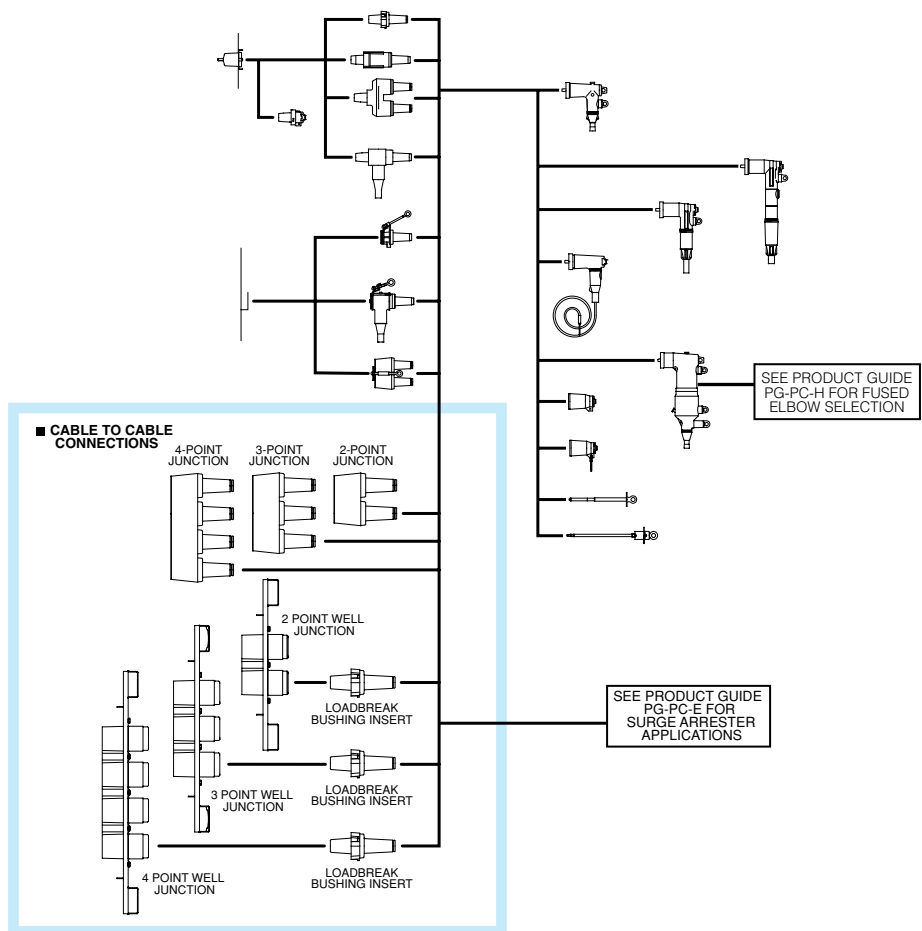 SEE PRODUCT GUIDE
PG-PC-H FOR FUSED
ELBOW SELECTION
■ CABLE TO CABLE
CONNECTIONS
4-POINT
JUNCTION
3-POINT
JUNCTION
2-POINT
JUNCTION
2 POINT WELL
JUNCTION
LOADBREAK
BUSHING INSERT
SEE PRODUCT GUIDE
PG-PC-E FOR
SURGE ARRESTER
APPLICATIONS
3 POINT WELL
JUNCTION
LOADBREAK
BUSHING INSERT
4 POINT WELL
JUNCTION
LOADBREAK
BUSHING INSERT